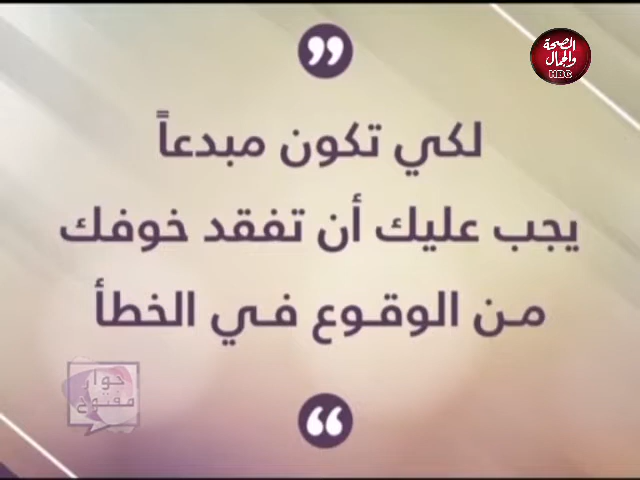 الصحة
والجمال
HBC
لكي تكون مبدعاً
يجب عليك أن تفقد خوفك
من الوقوع في الخطأ
حوار
مفتوح